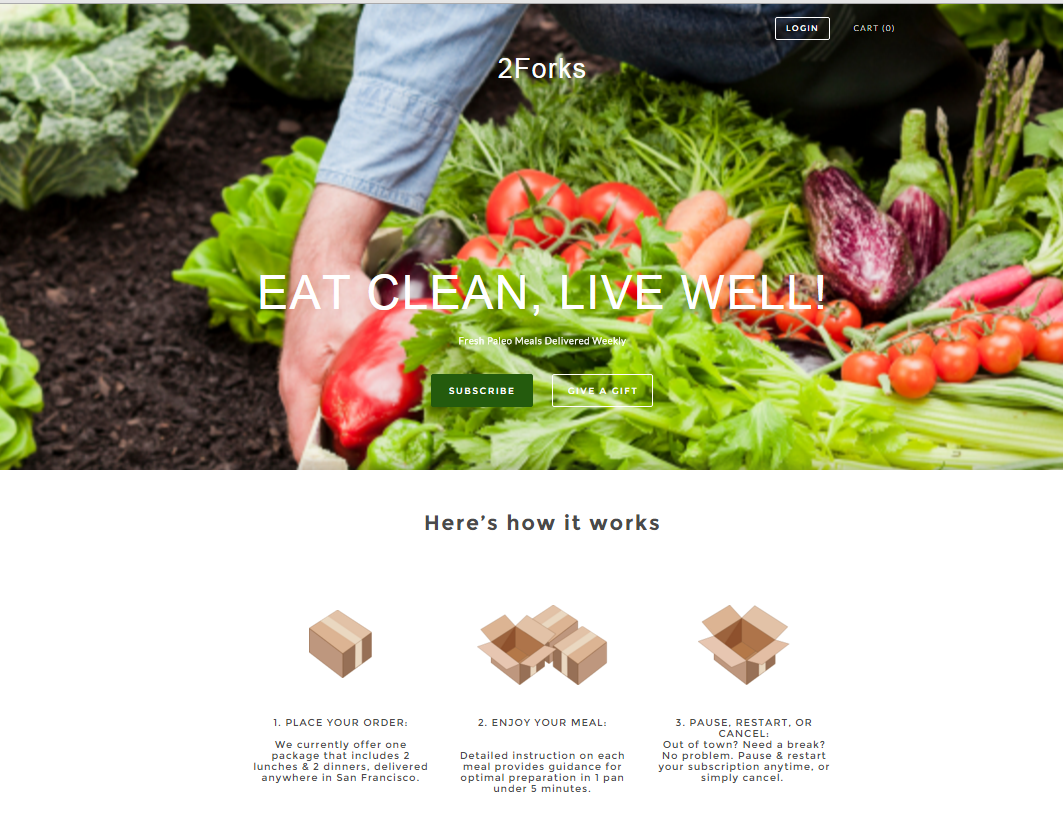 LOGIN
CART (0)
2Forks
EAT CLEAN, LIVE WELL!
Fresh Paleo Meals Delivered Weekly
SUBSCRIBE
GIVE A GIFT
Here’s how it works
1. PLACE YOUR ORDER:
We currently offer one
package that includes 2
lunches & 2 dinners, delivered
anywhere in San Francisco.
2. ENJOY YOUR MEAL:
Detailed instruction on each
meal provides guidance for
optimal preparation in 1 pan
under 5 minutes.
3. PAUSE, RESTART, OR
CANCEL:
Out of town? Need a break?
No problem. Pause & restart
your subscription anytime, or
simply cancel.